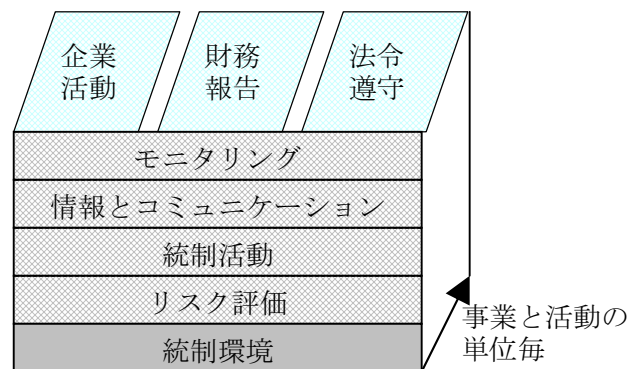 企業
活動
財務
報告
法令
遵守
モニタリング
情報とコミュニケーション
統制活動
リスク評価
統制環境
事業と活動の
単位毎